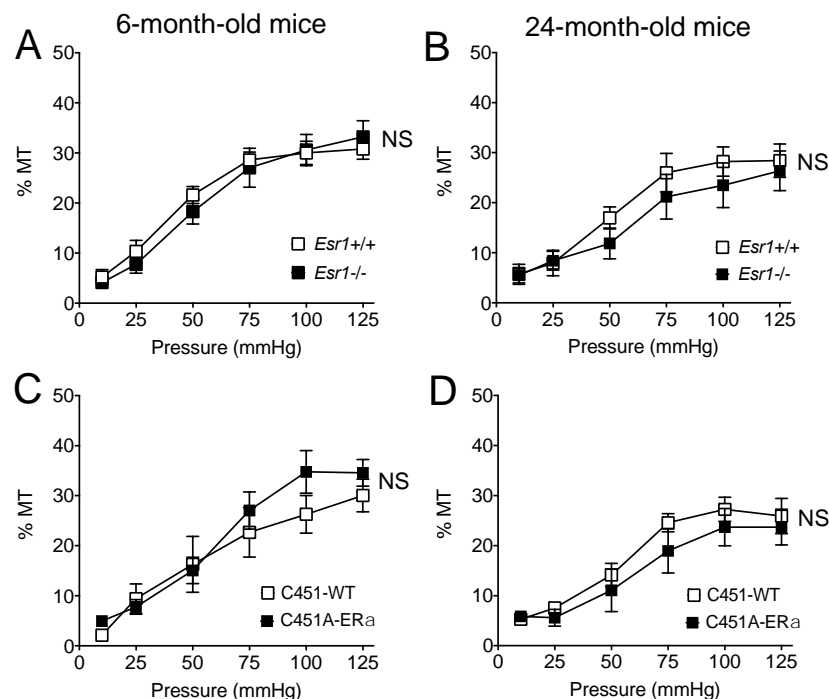 6-month-old mice
24-month-old mice
A
50
40
30
20
10
0
% MT
NS
Esr1+/+
Esr1-/-
0
25
50
75
100
125
Pressure (mmHg)
B
50
40
30
20
10
0
% MT
NS
Esr1+/+
Esr1-/-
0
25
50
75
100
125
Pressure (mmHg)
C
50
40
30
20
10
0
% MT
NS
C451-WT
C451A-ERa
0
25
50
75
100
125
Pressure (mmHg)
D
50
40
30
20
10
0
% MT
NS
C451-WT
C451A-ERa
0
25
50
75
100
125
Pressure (mmHg)